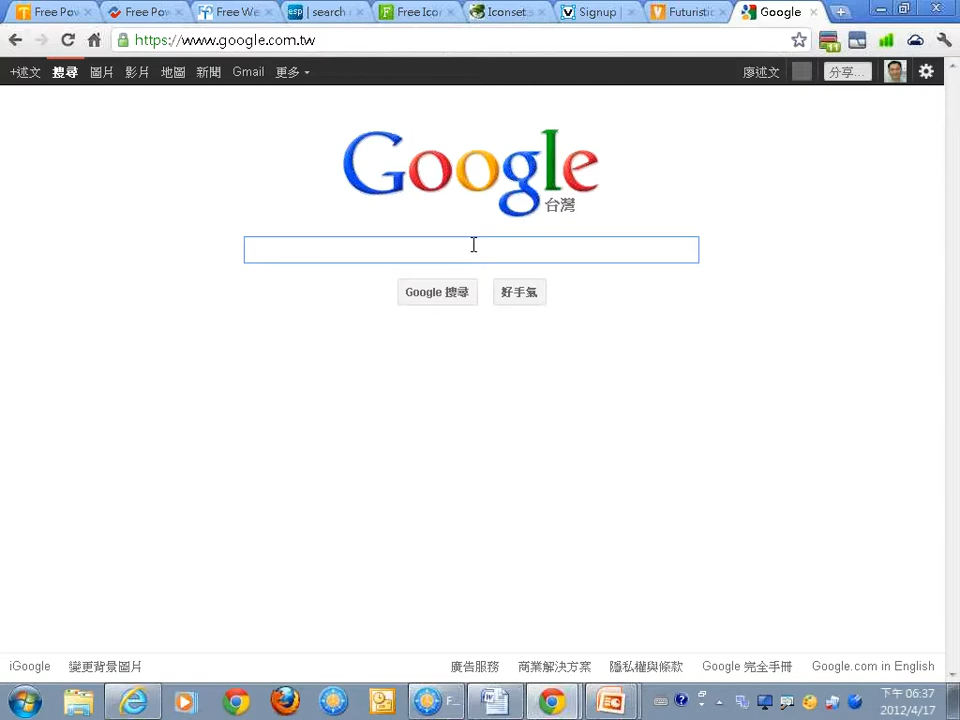 Free Pov
Free Pov
Free We
esp | search
Free Icor
Iconset
Signup |
Futuristic
Google
https://www.google.com.tw
11
+述文 搜尋 圖片 影片 地圖 新聞 Gmail 更多
廖述文 分享...
Google
台灣
Google 搜尋 好手氣
iGoogle 變更背景圖片 廣告服務 商業解決方案 隱私權與條款 Google 完全手冊 Google.com in English
F...
下午 06:37
2012/4/17